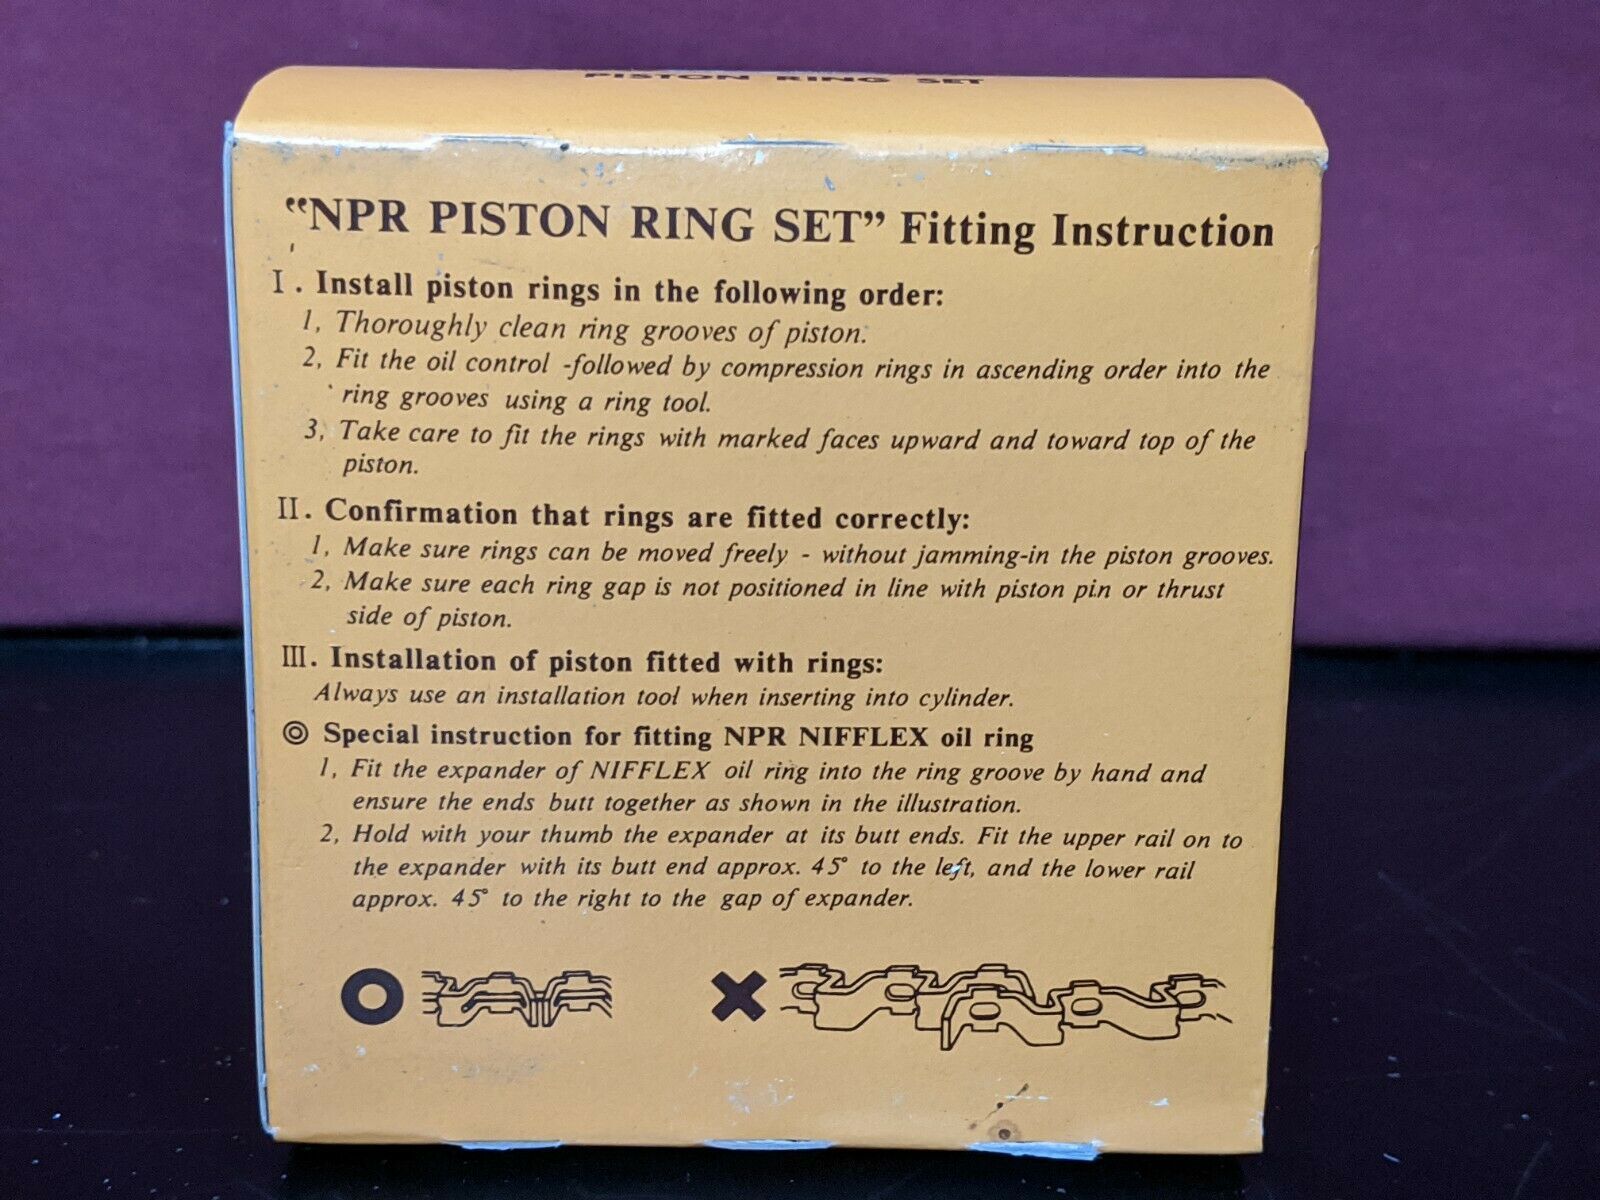 PISTON RING SET
“NPR PISTON RING SET” Fitting Instruction
I. Install piston rings in the following order:
1, Thoroughly clean ring grooves of piston.
2, Fit the oil control -followed by compression rings in ascending order into the
ring grooves using a ring tool.
3, Take care to fit the rings with marked faces upward and toward top of the
piston.
II. Confirmation that rings are fitted correctly:
1, Make sure rings can be moved freely - without jamming-in the piston grooves.
2, Make sure each ring gap is not positioned in line with piston pin or thrust
side of piston.
III. Installation of piston fitted with rings:
Always use an installation tool when inserting into cylinder.
◎ Special instruction for fitting NPR NIFFLEX oil ring
1, Fit the expander of NIFFLEX oil ring into the ring groove by hand and
ensure the ends butt together as shown in the illustration.
2, Hold with your thumb the expander at its butt ends. Fit the upper rail on to
the expander with its butt end approx. 45° to the left, and the lower rail
approx. 45° to the right to the gap of expander.